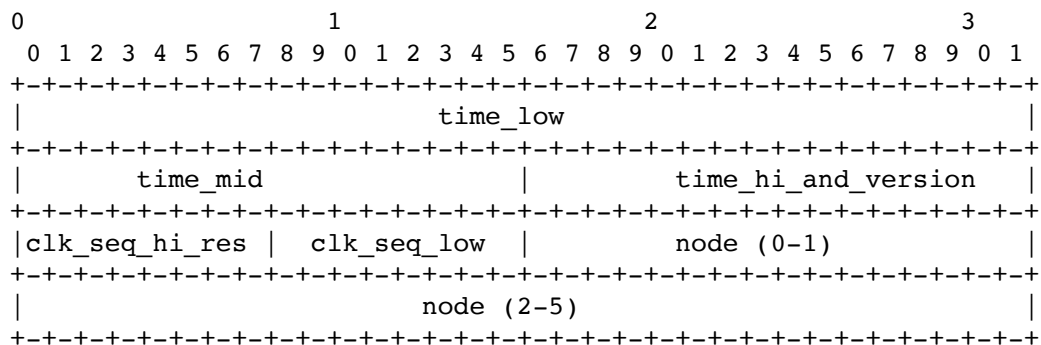 0                   1                   2                   3
 0 1 2 3 4 5 6 7 8 9 0 1 2 3 4 5 6 7 8 9 0 1 2 3 4 5 6 7 8 9 0 1
+-+-+-+-+-+-+-+-+-+-+-+-+-+-+-+-+-+-+-+-+-+-+-+-+-+-+-+-+-+-+-+-+
|                          time_low                             |
+-+-+-+-+-+-+-+-+-+-+-+-+-+-+-+-+-+-+-+-+-+-+-+-+-+-+-+-+-+-+-+-+
|       time_mid                |         time_hi_and_version   |
+-+-+-+-+-+-+-+-+-+-+-+-+-+-+-+-+-+-+-+-+-+-+-+-+-+-+-+-+-+-+-+-+
|clk_seq_hi_res |  clk_seq_low  |         node (0-1)            |
+-+-+-+-+-+-+-+-+-+-+-+-+-+-+-+-+-+-+-+-+-+-+-+-+-+-+-+-+-+-+-+-+
|                         node (2-5)                            |
+-+-+-+-+-+-+-+-+-+-+-+-+-+-+-+-+-+-+-+-+-+-+-+-+-+-+-+-+-+-+-+-+